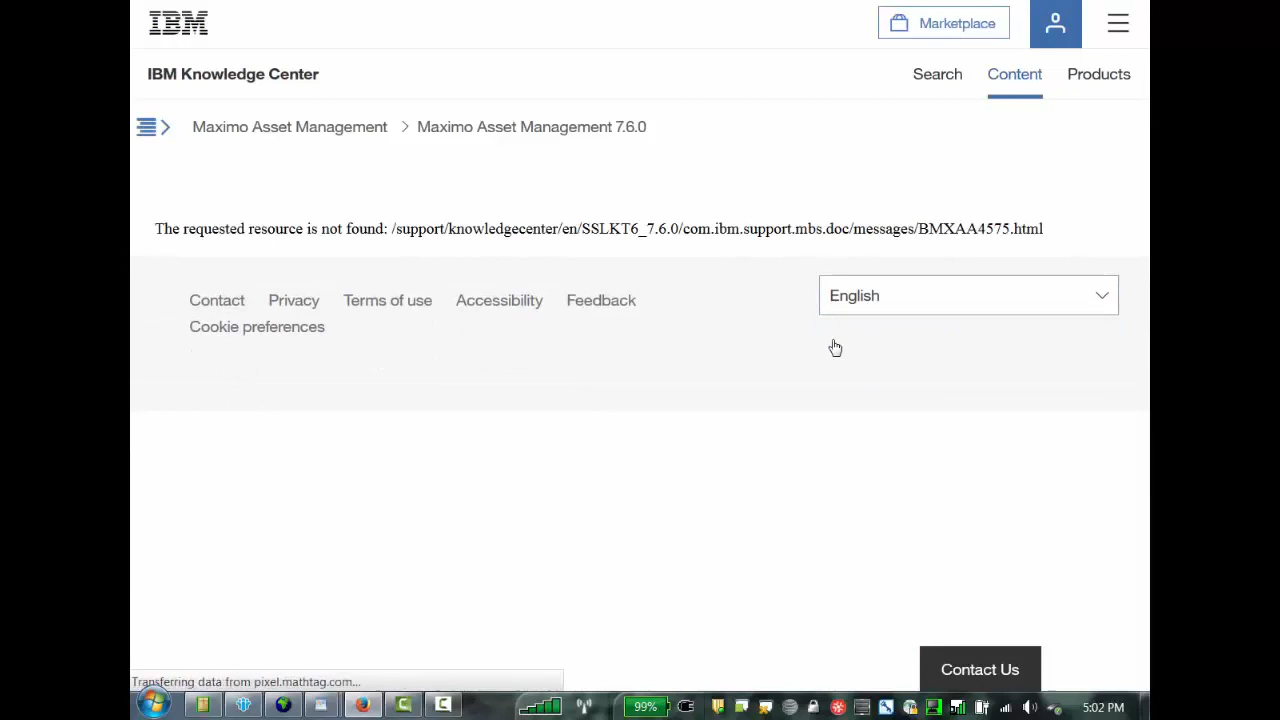 IBM
Marketplace
IBM Knowledge Center
Search Content Products
Maximo Asset Management > Maximo Asset Management 7.6.0
The requested resource is not found: /support/knowledgecenter/en/SSLKT6_7.6.0/com.ibm.support.mbs.doc/messages/BMXAA4575.html
Contact Privacy Terms of use Accessibility Feedback
English
Cookie preferences
Contact Us
Transferring data from pixel.mathtag.com...
99%
5:02 PM